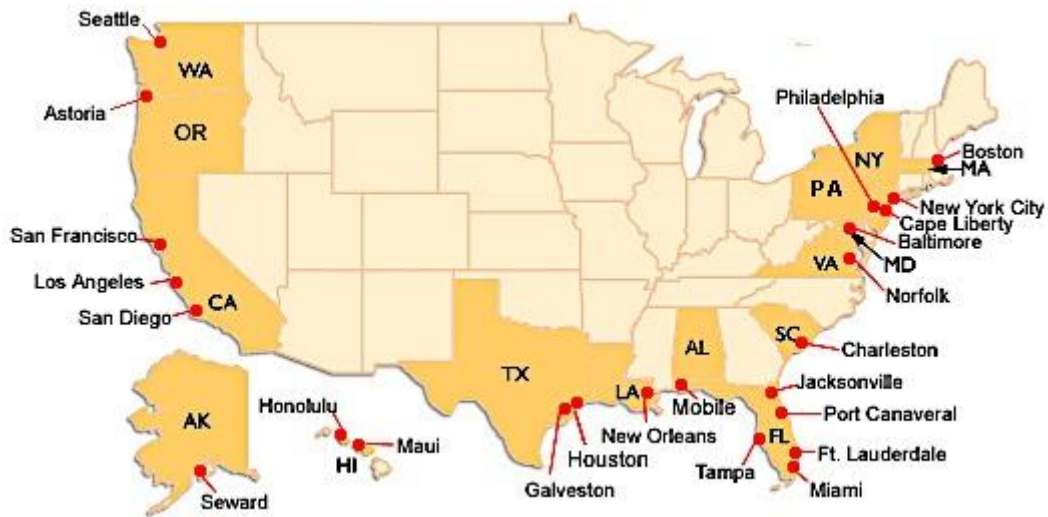 Seattle
WA
Astoria
OR
San Francisco
Los Angeles
San Diego
CA
AK
Seward
Honolulu
Maui
HI
TX
Galveston
Houston
LA
New Orleans
AL
Mobile
Philadelphia
NY
PA
Boston
MA
New York City
Cape Liberty
Baltimore
MD
VA
Norfolk
SC
Charleston
Jacksonville
Port Canaveral
FL
Tampa
Ft. Lauderdale
Miami